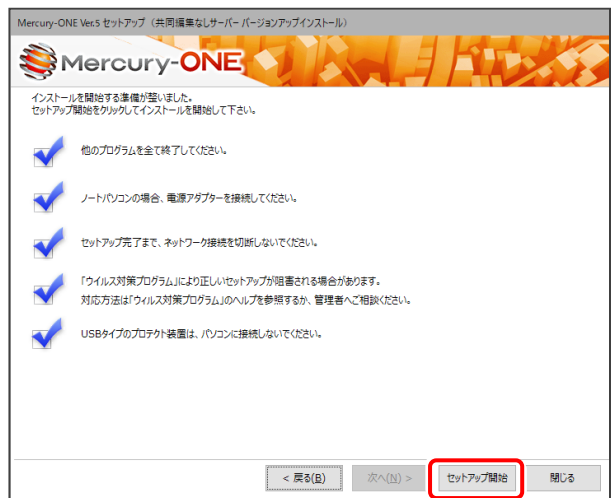 Mercury-ONE Ver.5 セットアップ（共同編集なしサーバー バージョンアップインストール）
Mercury-ONE
インストールを開始する準備が整いました。
セットアップ開始をクリックしてインストールを開始して下さい。
他のプログラムを全て終了してください。
ノートパソコンの場合、電源アダプターを接続してください。
セットアップ完了まで、ネットワーク接続を切断しないでください。
「ウイルス対策プログラム」により正しいセットアップが阻害される場合があります。
対応方法は「ウィルス対策プログラム」のヘルプを参照するか、管理者へご相談ください。
USBタイプのプロテクト装置は、パソコンに接続しないでください。
< 戻る(B) 次へ(N) > セットアップ開始 閉じる